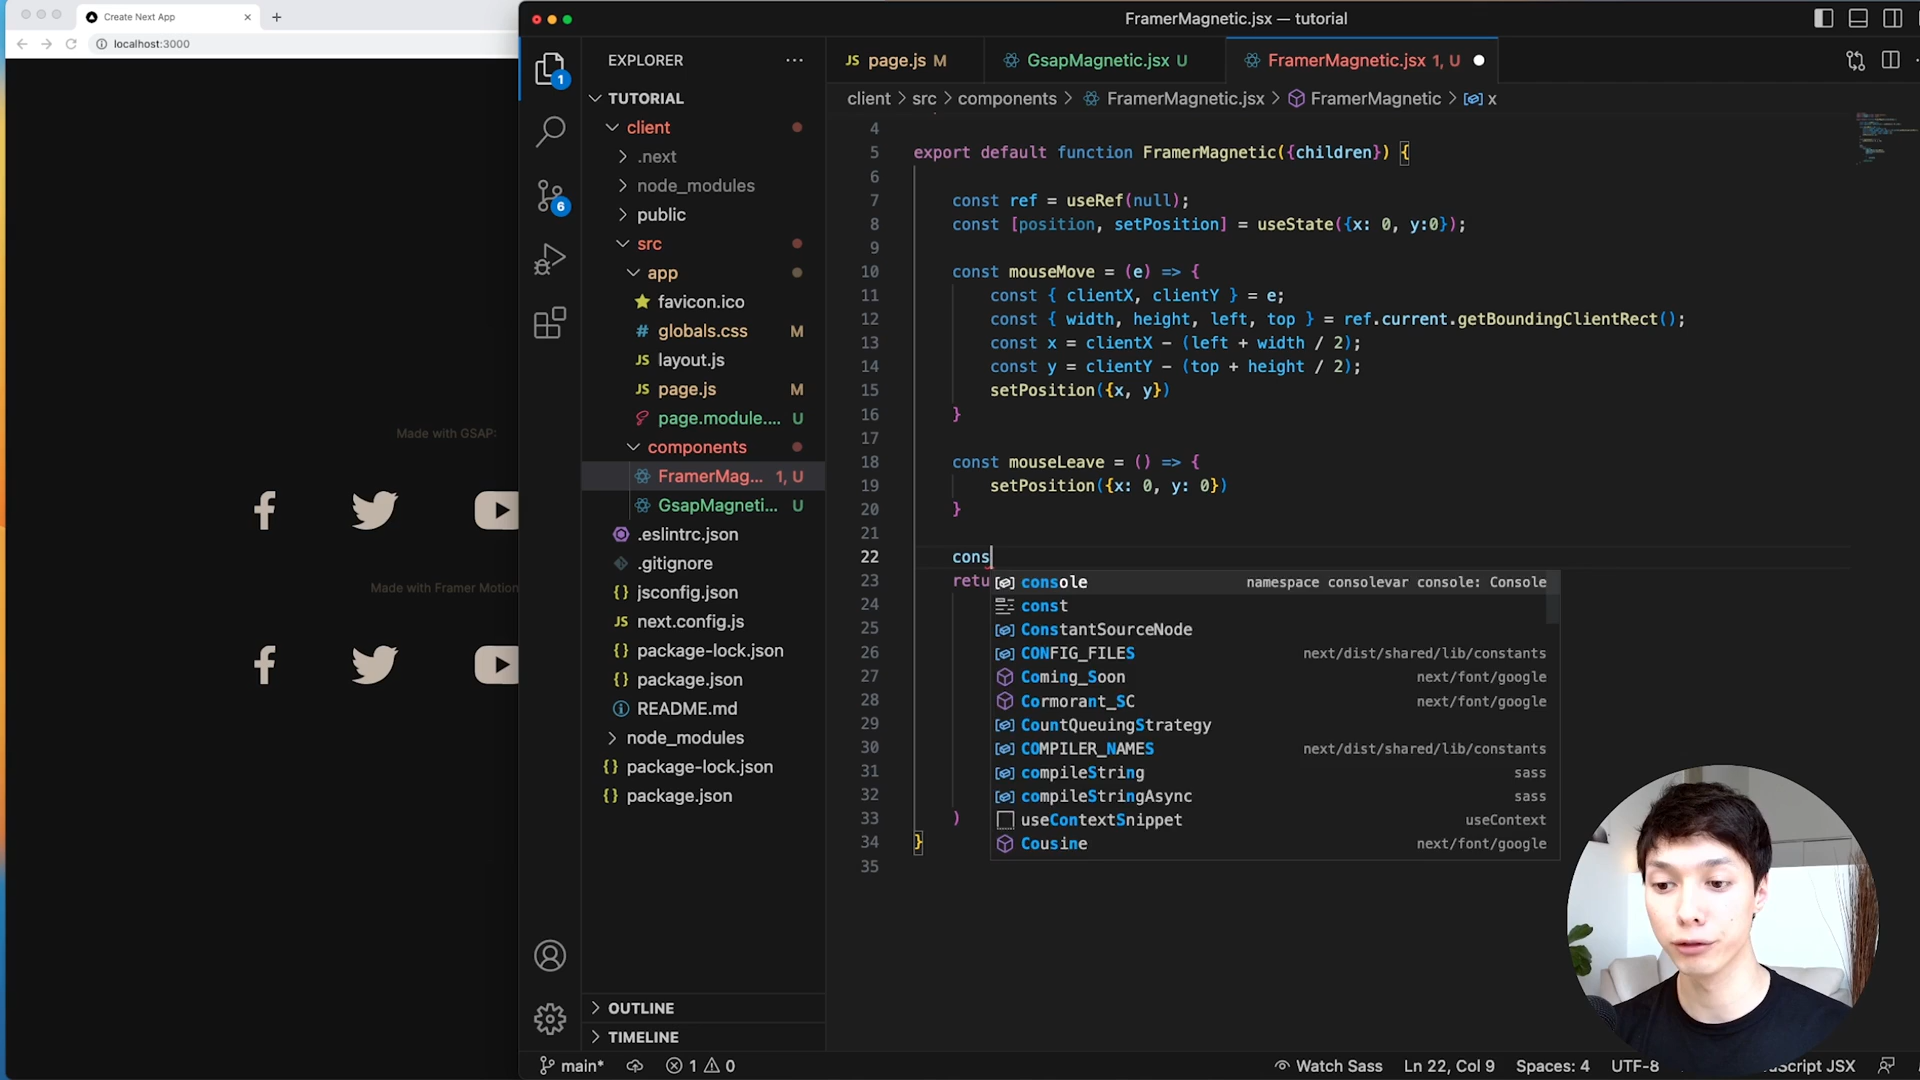 Create Next App
localhost:3000
Made with GSAP:
Made with Framer Motion
FramerMagnetic.jsx — tutorial
EXPLORER
TUTORIAL
client
.next
node_modules
public
src
app
favicon.ico
globals.css M
layout.js
page.js M
page.module.... U
components
FramerMag... 1, U
GsapMagneti... U
.eslintrc.json
.gitignore
jsconfig.json
next.config.js
package-lock.json
package.json
README.md
node_modules
package-lock.json
package.json
OUTLINE
TIMELINE
1
6
page.js M
GsapMagnetic.jsx U
FramerMagnetic.jsx 1, U
client > src > components > FramerMagnetic.jsx > FramerMagnetic > x
4
5 export default function FramerMagnetic({children}) {
6
7 const ref = useRef(null);
8 const [position, setPosition] = useState({x: 0, y:0});
9
10 const mouseMove = (e) => {
11 const { clientX, clientY } = e;
12 const { width, height, left, top } = ref.current.getBoundingClientRect();
13 const x = clientX - (left + width / 2);
14 const y = clientY - (top + height / 2);
15 setPosition({x, y})
16 }
17
18 const mouseLeave = () => {
19 setPosition({x: 0, y: 0})
20 }
21
22 cons
23 retu
24
25
26
27
28
29
30
31
32
33 )
34 }
35
console namespace consolevar console: Console
const
ConstantSourceNode
CONFIG_FILES next/dist/shared/lib/constants
Coming_Soon next/font/google
Cormorant_SC next/font/google
CountQueuingStrategy
COMPILER_NAMES next/dist/shared/lib/constants
compileString sass
compileStringAsync sass
useContextSnippet useContext
Cousine next/font/google
main* 1 0
Watch Sass Ln 22, Col 9 Spaces: 4 UTF-8 JSX